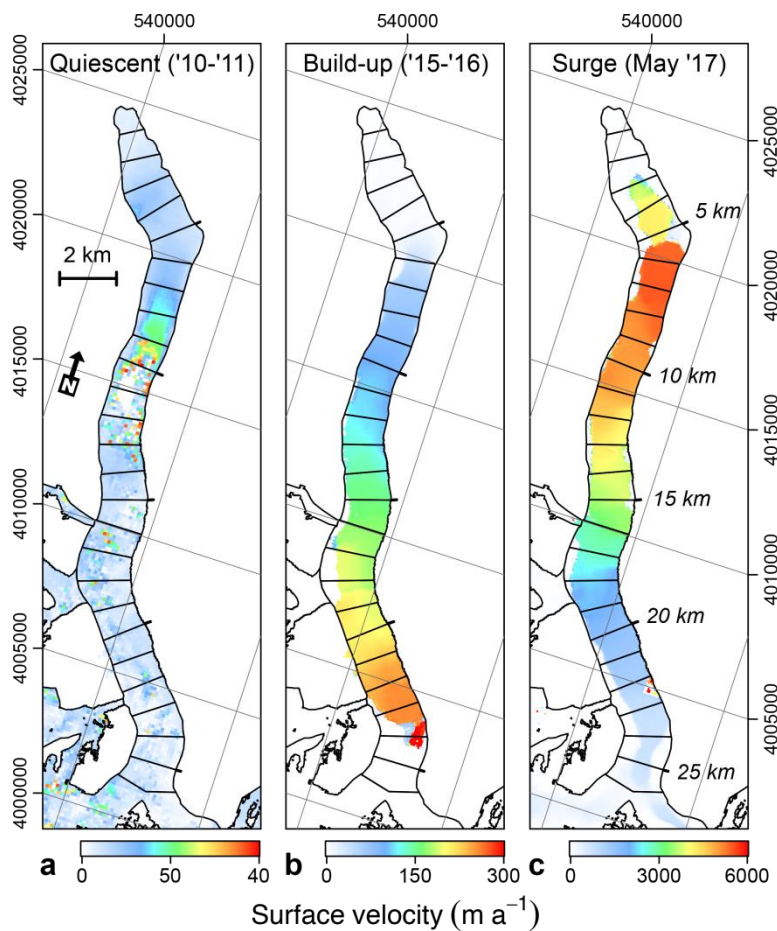 540000
540000
540000
Quiescent ('10-'11)
Build-up ('15-'16)
Surge (May '17)
4025000
4020000
4015000
4010000
4005000
4000000
2 km
N
5 km
10 km
15 km
20 km
25 km
4025000
4020000
4015000
4010000
4005000
a
0
50
40
b
0
150
300
c
0
3000
6000
Surface velocity (m a⁻¹)